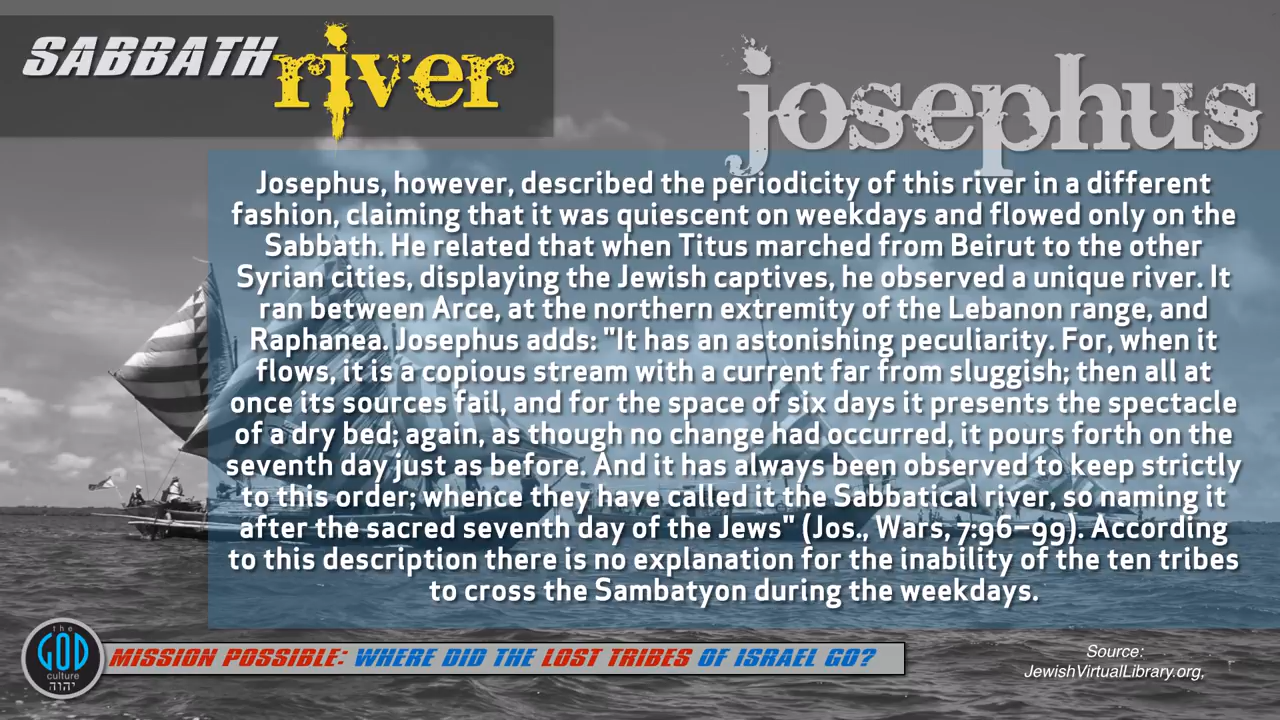 SABBATH river
josephus
Josephus, however, described the periodicity of this river in a different
fashion, claiming that it was quiescent on weekdays and flowed only on the
Sabbath. He related that when Titus marched from Beirut to the other
Syrian cities, displaying the Jewish captives, he observed a unique river. It
ran between Arce, at the northern extremity of the Lebanon range, and
Raphanea. Josephus adds: "It has an astonishing peculiarity. For, when it
flows, it is a copious stream with a current far from sluggish; then all at
once its sources fail, and for the space of six days it presents the spectacle
of a dry bed; again, as though no change had occurred, it pours forth on the
seventh day just as before. And it has always been observed to keep strictly
to this order; whence they have called it the Sabbatical river, so naming it
after the sacred seventh day of the Jews" (Jos., Wars, 7:96–99). According
to this description there is no explanation for the inability of the ten tribes
to cross the Sambatyon during the weekdays.
the
GOD
culture
יהוה
MISSION POSSIBLE: WHERE DID THE LOST TRIBES OF ISRAEL GO?
Source:
JewishVirtualLibrary.org,